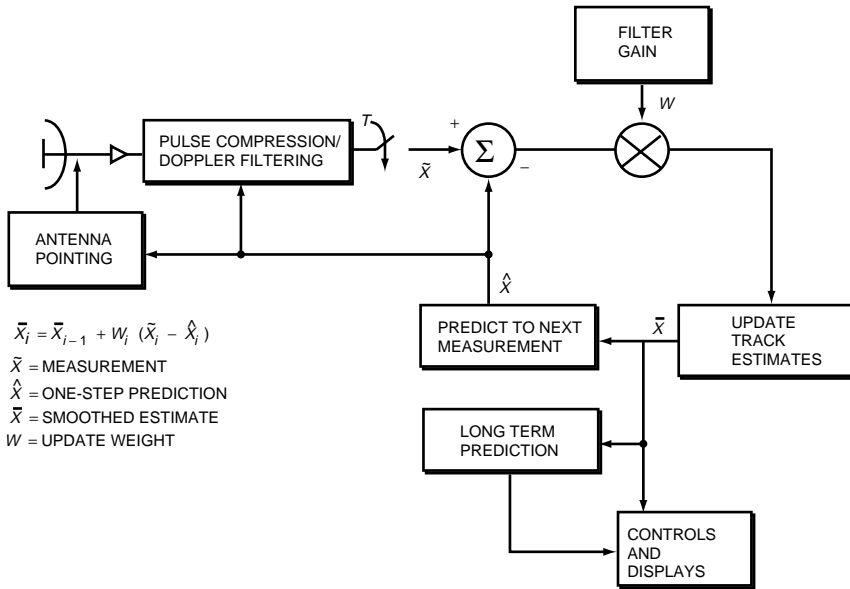 FILTER
GAIN
W
T
PULSE COMPRESSION/
DOPPLER FILTERING
+
Σ
−
X̃
ANTENNA
POINTING
X̂
PREDICT TO NEXT
MEASUREMENT
X̄
UPDATE
TRACK
ESTIMATES
X̄ᵢ = X̄ᵢ₋₁ + Wᵢ (X̃ᵢ − X̂ᵢ)
X̃ = MEASUREMENT
X̂ = ONE-STEP PREDICTION
X̄ = SMOOTHED ESTIMATE
W = UPDATE WEIGHT
LONG TERM
PREDICTION
CONTROLS
AND
DISPLAYS